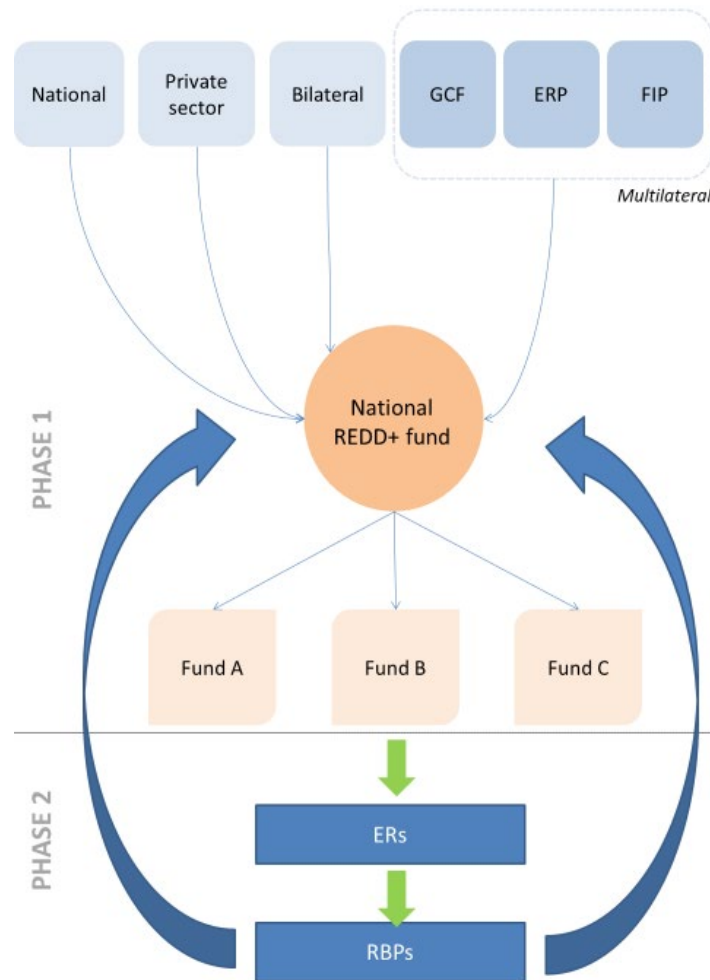 National
Private
sector
Bilateral
GCF
ERP
FIP
Multilateral
PHASE 1
National
REDD+ fund
Fund A
Fund B
Fund C
PHASE 2
ERs
RBPs